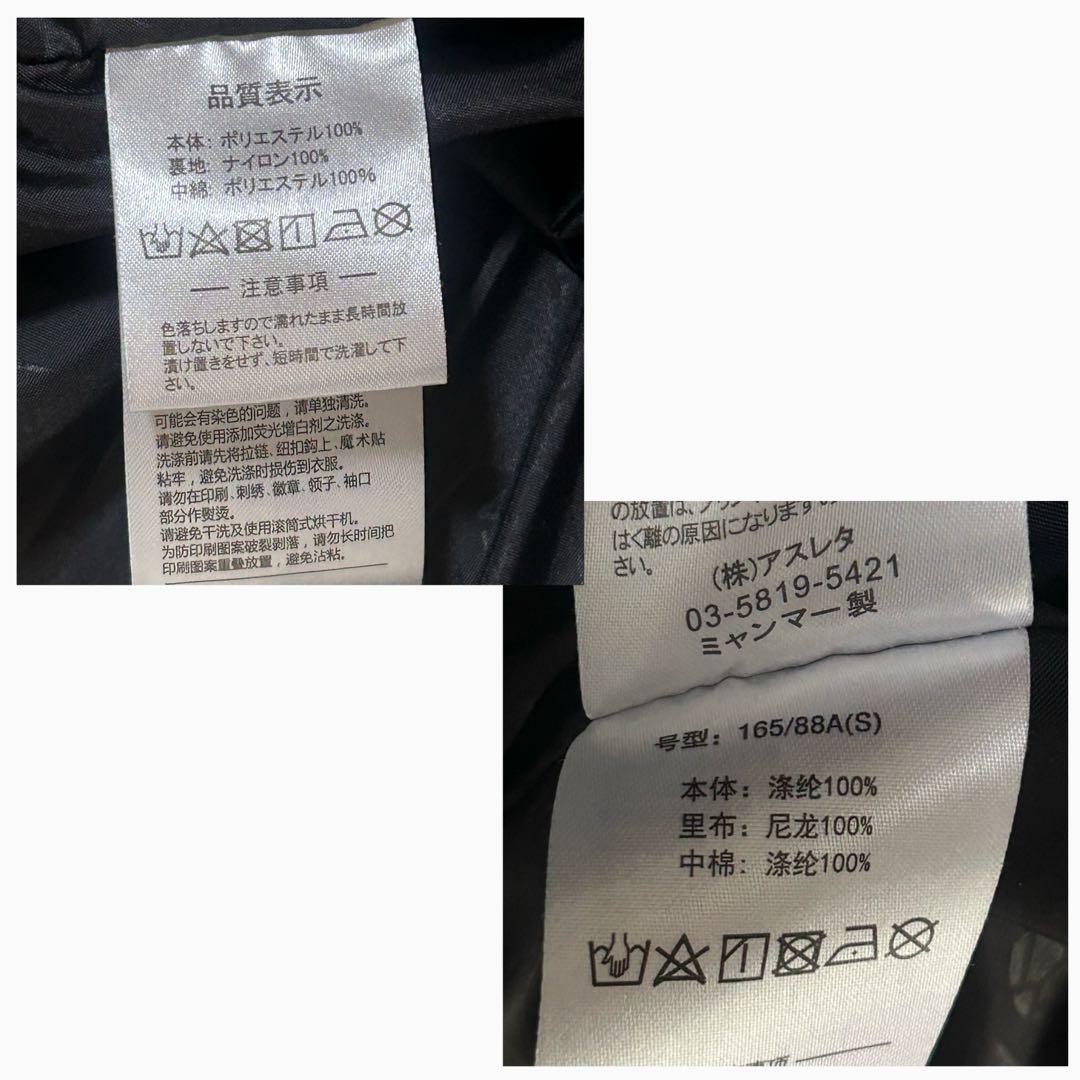 品質表示
本体: ポリエステル100%
裏地: ナイロン100%
中綿: ポリエステル100%
注意事項
色落ちしますので濡れたまま長時間放
置しないで下さい。
漬け置きをせず、短時間で洗濯して下
さい。
可能会有染色的问题，请单独清洗。
请避免使用添加荧光增白剂之洗涤。
洗涤前请先将拉链、纽扣鈎上、魔术贴
粘牢，避免洗涤时损伤到衣服。
请勿在印刷、刺绣、徽章、领子、袖口
部分作熨烫。
请避免干洗及使用滚筒式烘干机。
为防印刷图案破裂剥落，请勿长时间把
印刷图案重叠放置，避免沾粘。
の放置は、プリント
はく離の原因になりますの
さい。
(株)アスレタ
03-5819-5421
ミャンマー製
号型: 165/88A(S)
本体: 涤纶100%
里布: 尼龙100%
中棉: 涤纶100%
事项